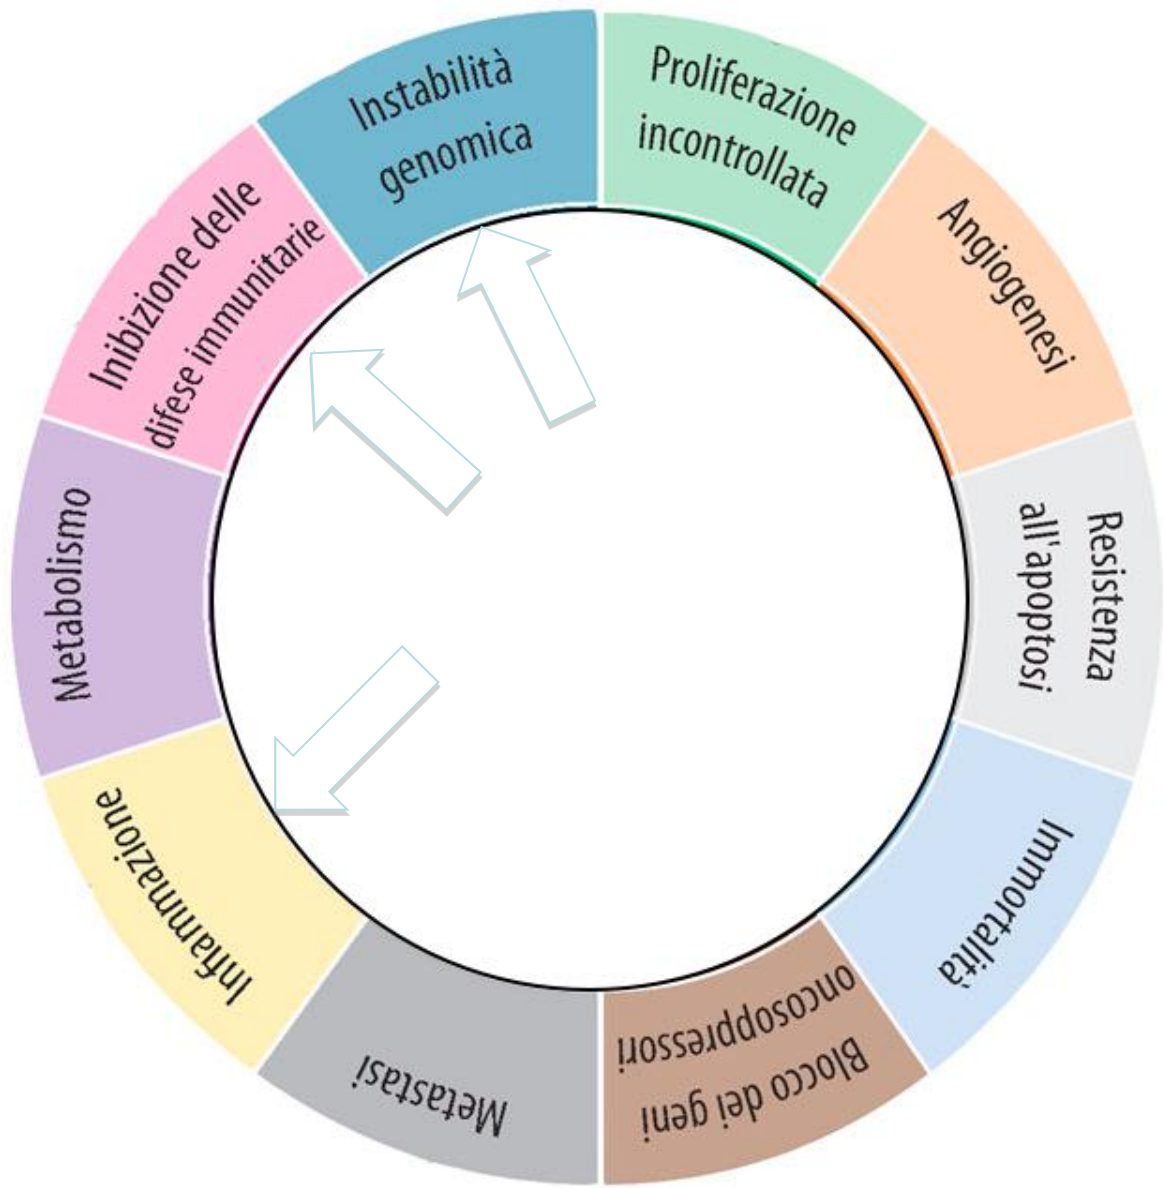 Proliferazione
incontrollata
Angiogenesi
Resistenza
all'apoptosi
Immortalità
Blocco dei geni
oncosoppressori
Metastasi
Infiammazione
Metabolismo
Inibizione delle
difese immunitarie
Instabilità
genomica